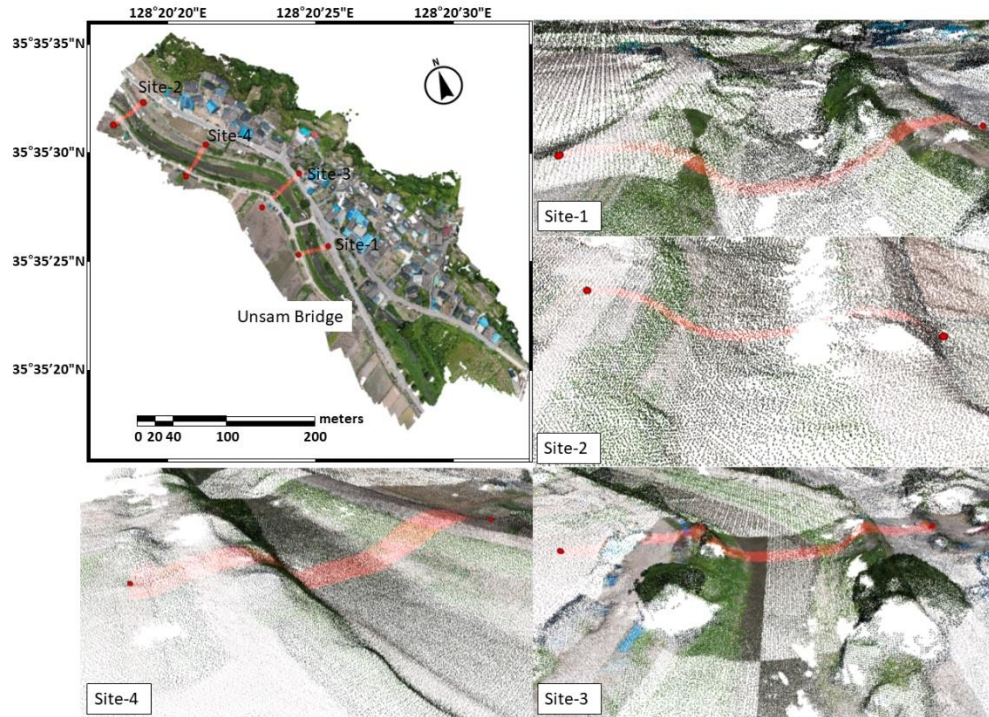 128°20'20"E
128°20'25"E
128°20'30"E
35°35'35"N
35°35'30"N
35°35'25"N
35°35'20"N
N
Site-2
Site-4
Site-3
Site-1
Unsam Bridge
meters
0 20 40 100 200
Site-1
Site-2
Site-4
Site-3